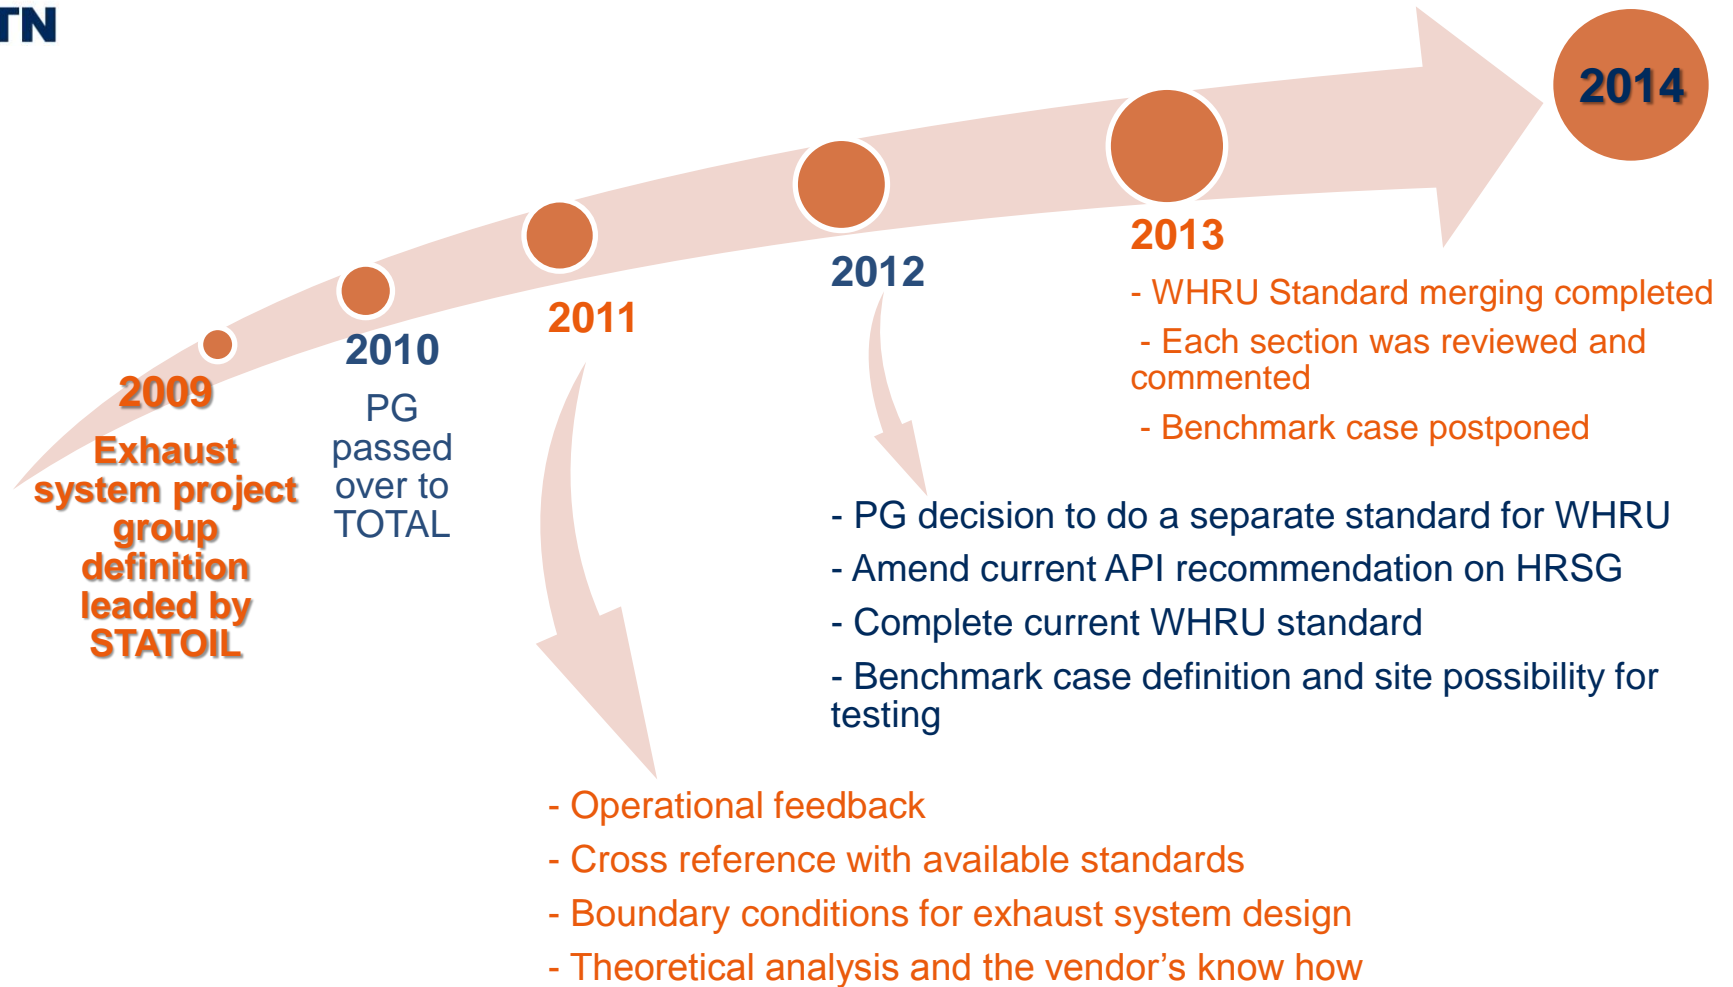 TN
2014
2013
- WHRU Standard merging completed
- Each section was reviewed and
commented
- Benchmark case postponed
2012
- PG decision to do a separate standard for WHRU
- Amend current API recommendation on HRSG
- Complete current WHRU standard
- Benchmark case definition and site possibility for
testing
2011
- Operational feedback
- Cross reference with available standards
- Boundary conditions for exhaust system design
- Theoretical analysis and the vendor's know how
2010
PG
passed
over to
TOTAL
2009
Exhaust
system project
group
definition
leaded by
STATOIL